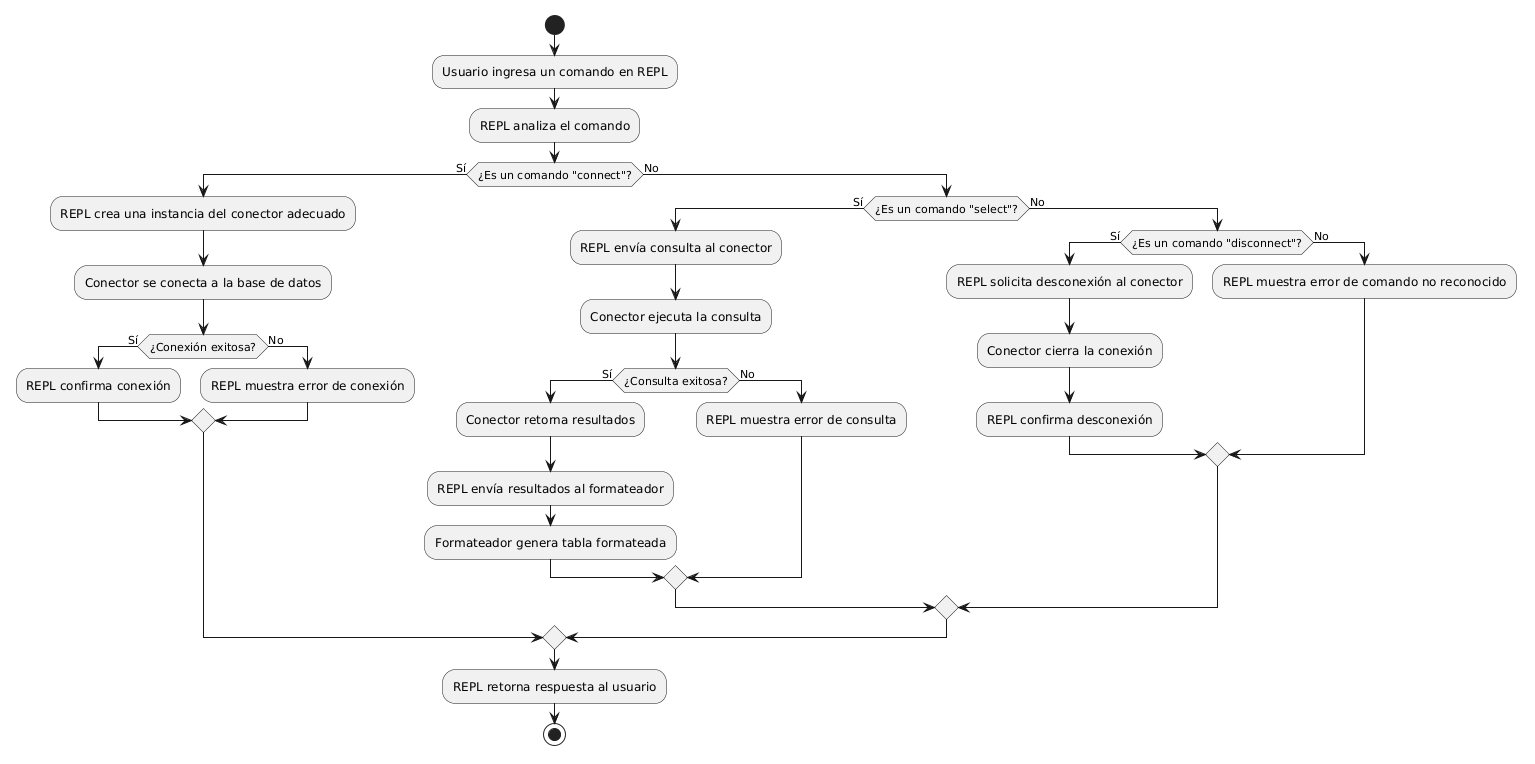 Usuario ingresa un comando en REPL
REPL analiza el comando
Sí
¿Es un comando "connect"?
No
REPL crea una instancia del conector adecuado
Conector se conecta a la base de datos
Sí
¿Conexión exitosa?
No
REPL confirma conexión
REPL muestra error de conexión
Sí
¿Es un comando "select"?
No
REPL envía consulta al conector
Conector ejecuta la consulta
Sí
¿Consulta exitosa?
No
Conector retorna resultados
REPL envía resultados al formateador
Formateador genera tabla formateada
REPL muestra error de consulta
Sí
¿Es un comando "disconnect"?
No
REPL solicita desconexión al conector
Conector cierra la conexión
REPL confirma desconexión
REPL muestra error de comando no reconocido
REPL retorna respuesta al usuario